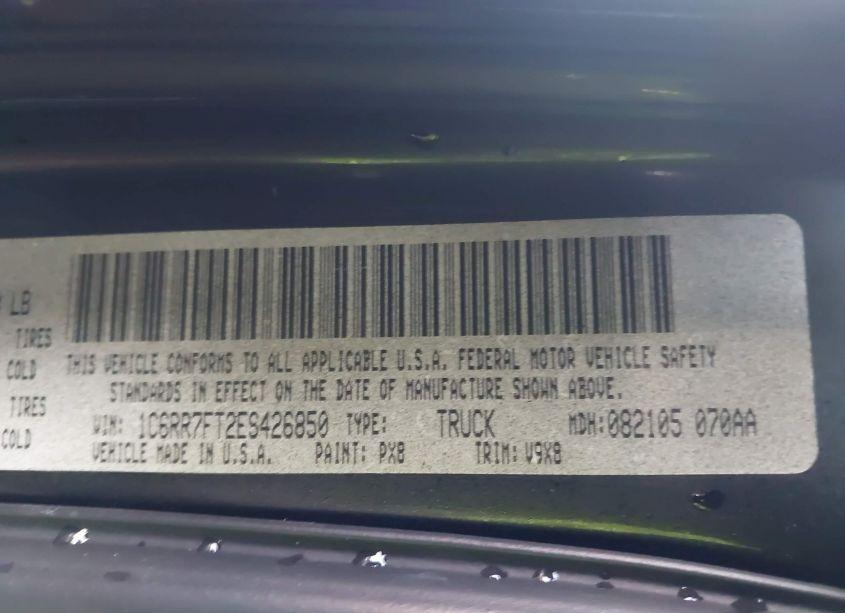 LB
TIRES
COLD
TIRES
COLD
THIS VEHICLE CONFORMS TO ALL APPLICABLE U.S.A. FEDERAL MOTOR VEHICLE SAFETY
STANDARDS IN EFFECT ON THE DATE OF MANUFACTURE SHOWN ABOVE.
VIN: 1C6RR7FT2ES426850 TYPE: TRUCK MDH:082105 070AA
VEHICLE MADE IN U.S.A. PAINT: PX8 TRIM: V9X8